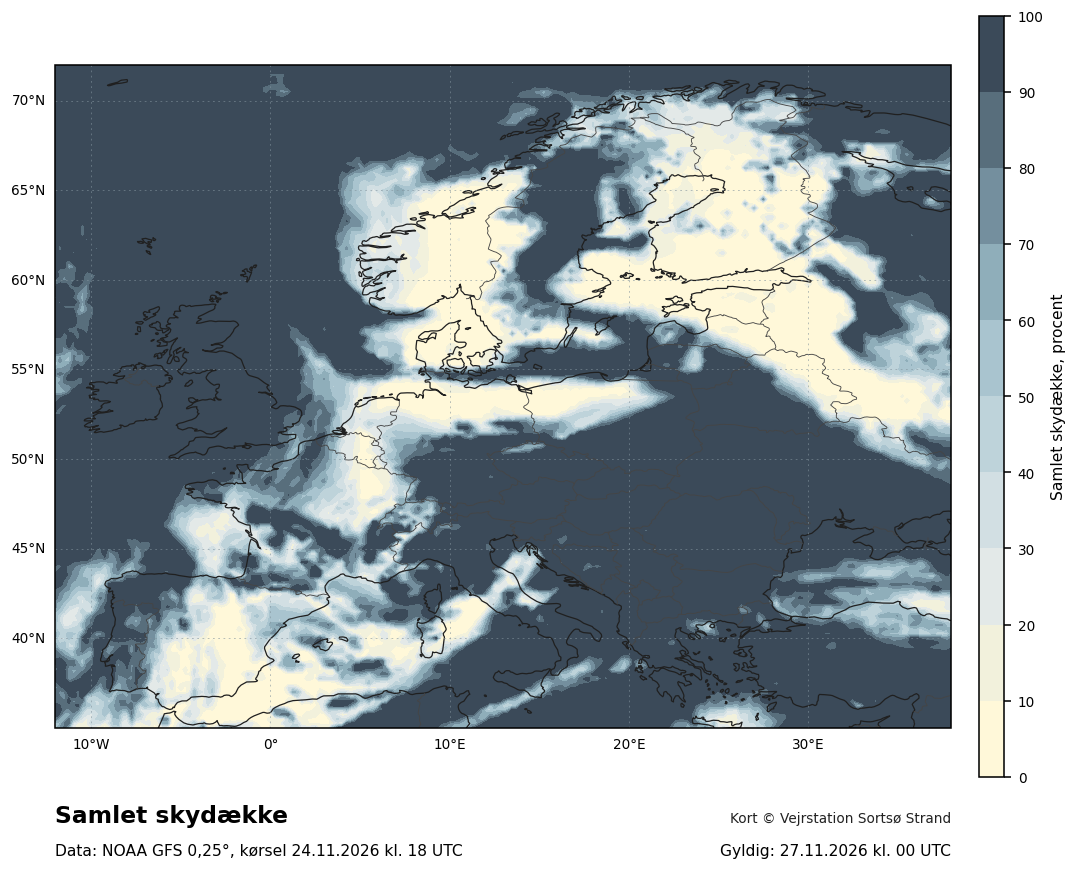 70°N
65°N
60°N
55°N
50°N
45°N
40°N
10°W
0°
10°E
20°E
30°E
100
90
80
70
60
50
40
30
20
10
0
Samlet skydække, procent
Samlet skydække
Kort © Vejrstation Sortsø Strand
Data: NOAA GFS 0,25°, kørsel 24.11.2026 kl. 18 UTC
Gyldig: 27.11.2026 kl. 00 UTC